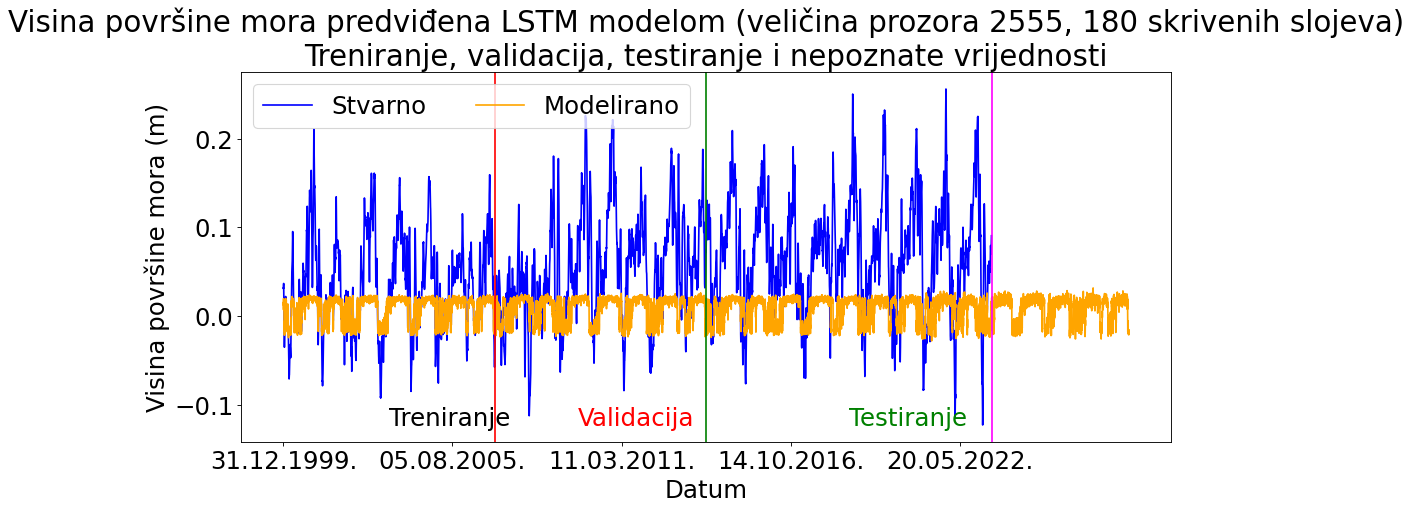 Visina površine mora predviđena LSTM modelom (veličina prozora 2555, 180 skrivenih slojeva)
Treniranje, validacija, testiranje i nepoznate vrijednosti
Stvarno Modelirano
Visina površine mora (m)
0.2
0.1
0.0
−0.1
Treniranje Validacija Testiranje
31.12.1999. 05.08.2005. 11.03.2011. 14.10.2016. 20.05.2022.
Datum